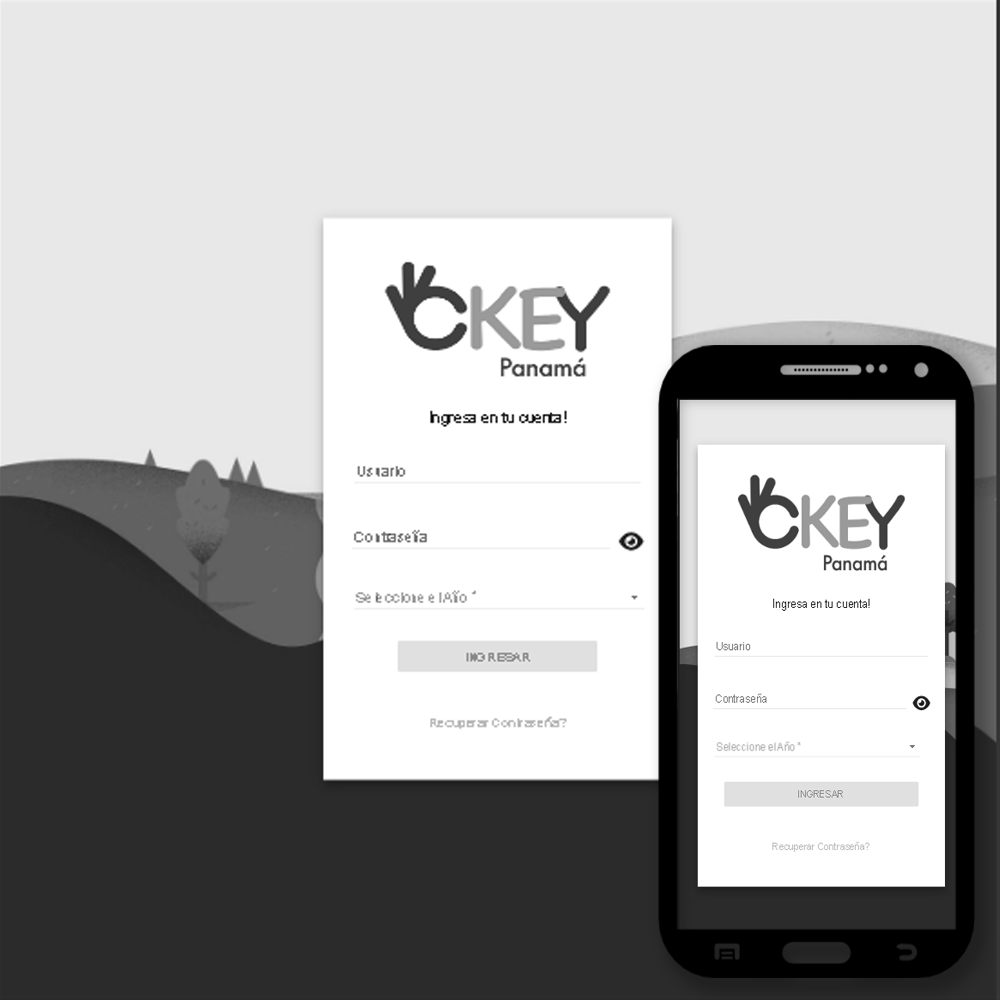 OKEY
Panamá
Ingresa en tu cuenta!
Usuario
Contraseña
Seleccione el Año *
INGRESAR
Recuperar Contraseña?
OKEY
Panamá
Ingresa en tu cuenta!
Usuario
Contraseña
Seleccione el Año *
INGRESAR
Recuperar Contraseña?